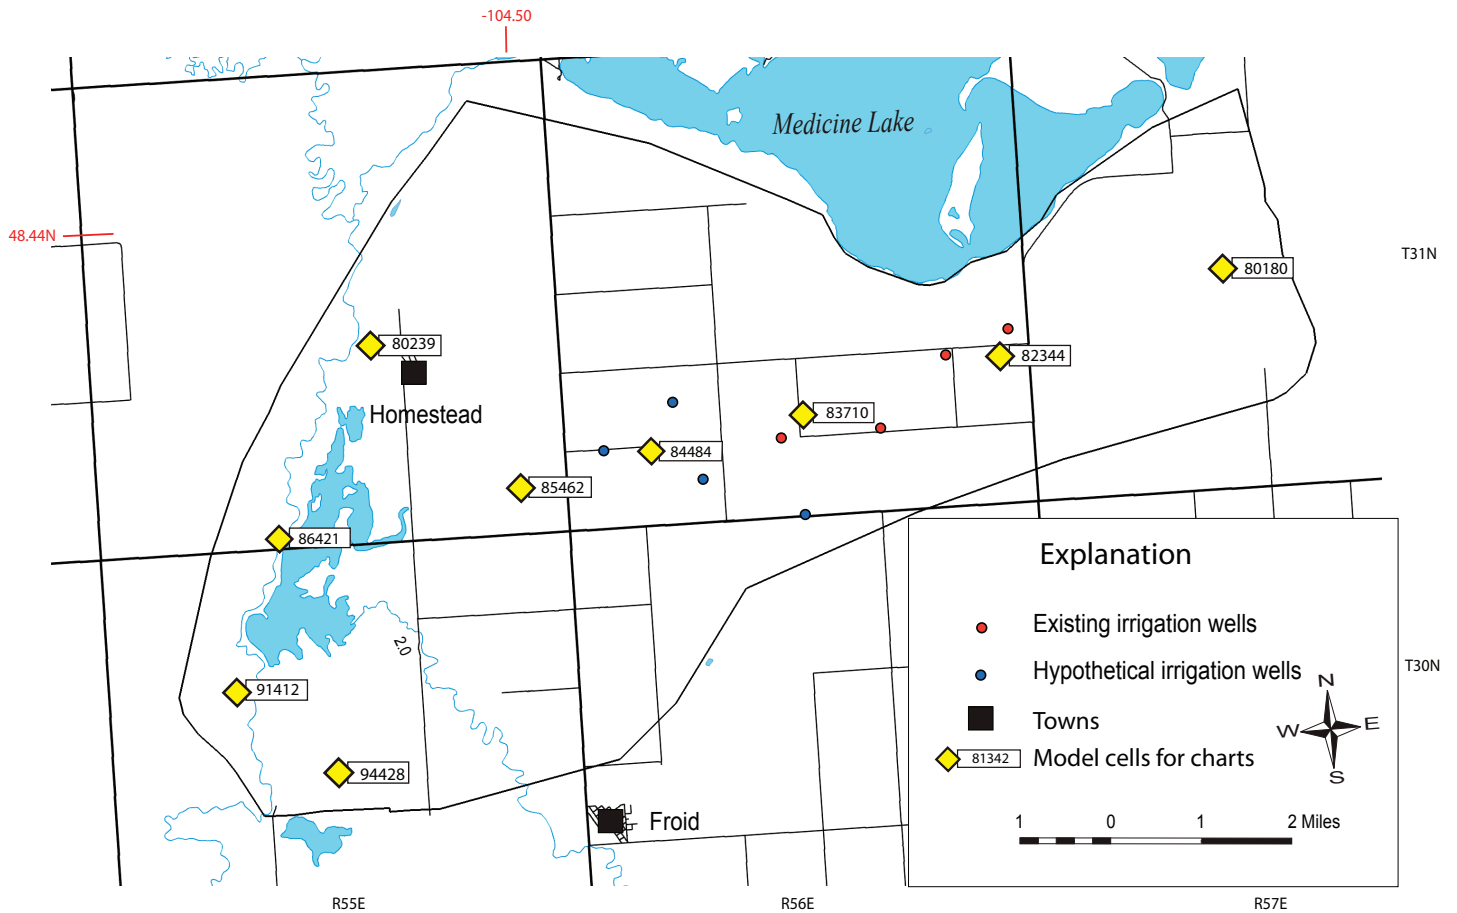 -104.50
Medicine Lake
48.44N
T31N
80180
80239
82344
Homestead
83710
84484
85462
86421
Explanation
Existing irrigation wells
2.0
Hypothetical irrigation wells
T30N
N
91412
Towns
W
E
81342
Model cells for charts
94428
S
Froid
1 0 1 2 Miles
R55E
R56E
R57E